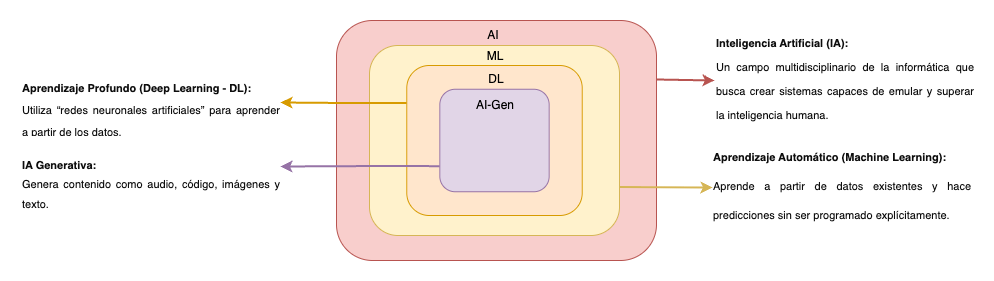 AI
ML
DL
AI-Gen
Aprendizaje Profundo (Deep Learning - DL):
Utiliza “redes neuronales artificiales” para aprender
a partir de los datos.
IA Generativa:
Genera contenido como audio, código, imágenes y
texto.
Inteligencia Artificial (IA):
Un campo multidisciplinario de la informática que
busca crear sistemas capaces de emular y superar
la inteligencia humana.
Aprendizaje Automático (Machine Learning):
Aprende a partir de datos existentes y hace
predicciones sin ser programado explícitamente.